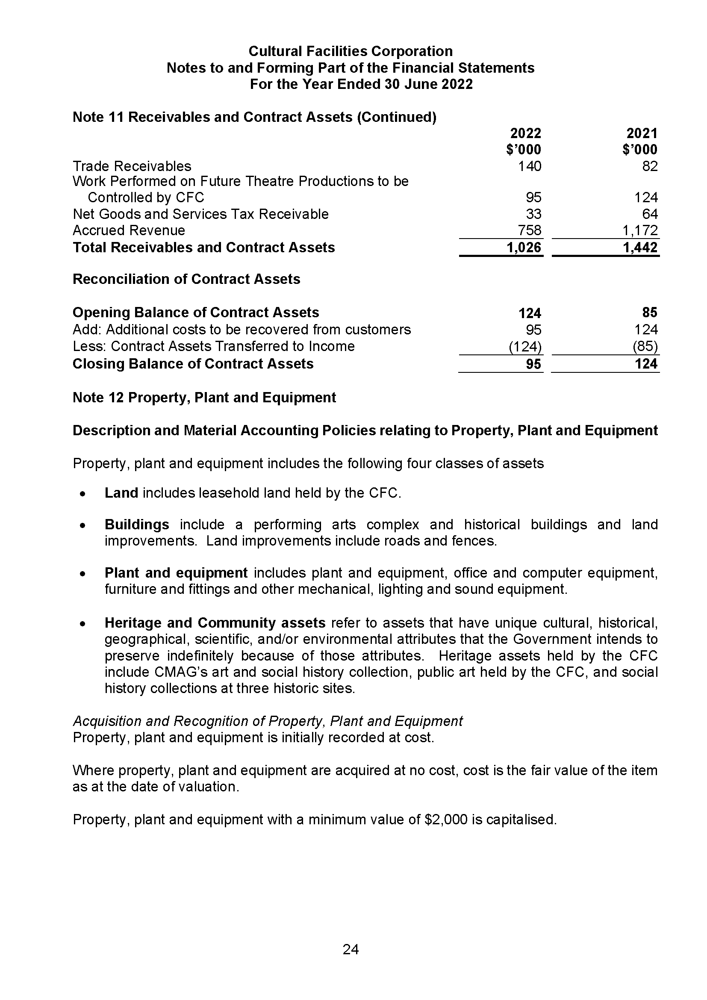 Cultural Facilities Corporation
Notes to and Forming Part of the Financial Statements
For the Year Ended 30 June 2022
Note 11 Receivables and Contract Assets (Continued)
2022 2021
$’000 $’000
Trade Receivables 140 82
Work Performed on Future Theatre Productions to be
Controlled by CFC 95 124
Net Goods and Services Tax Receivable 33 64
Accrued Revenue 758 1,172
Total Receivables and Contract Assets 1,026 1,442
Reconciliation of Contract Assets
Opening Balance of Contract Assets 124 85
Add: Additional costs to be recovered from customers 95 124
Less: Contract Assets Transferred to Income (124) (85)
Closing Balance of Contract Assets 95 124
Note 12 Property, Plant and Equipment
Description and Material Accounting Policies relating to Property, Plant and Equipment
Property, plant and equipment includes the following four classes of assets
• Land includes leasehold land held by the CFC.
• Buildings include a performing arts complex and historical buildings and land
improvements. Land improvements include roads and fences.
• Plant and equipment includes plant and equipment, office and computer equipment,
furniture and fittings and other mechanical, lighting and sound equipment.
• Heritage and Community assets refer to assets that have unique cultural, historical,
geographical, scientific, and/or environmental attributes that the Government intends to
preserve indefinitely because of those attributes. Heritage assets held by the CFC
include CMAG’s art and social history collection, public art held by the CFC, and social
history collections at three historic sites.
Acquisition and Recognition of Property, Plant and Equipment
Property, plant and equipment is initially recorded at cost.
Where property, plant and equipment are acquired at no cost, cost is the fair value of the item
as at the date of valuation.
Property, plant and equipment with a minimum value of $2,000 is capitalised.
24